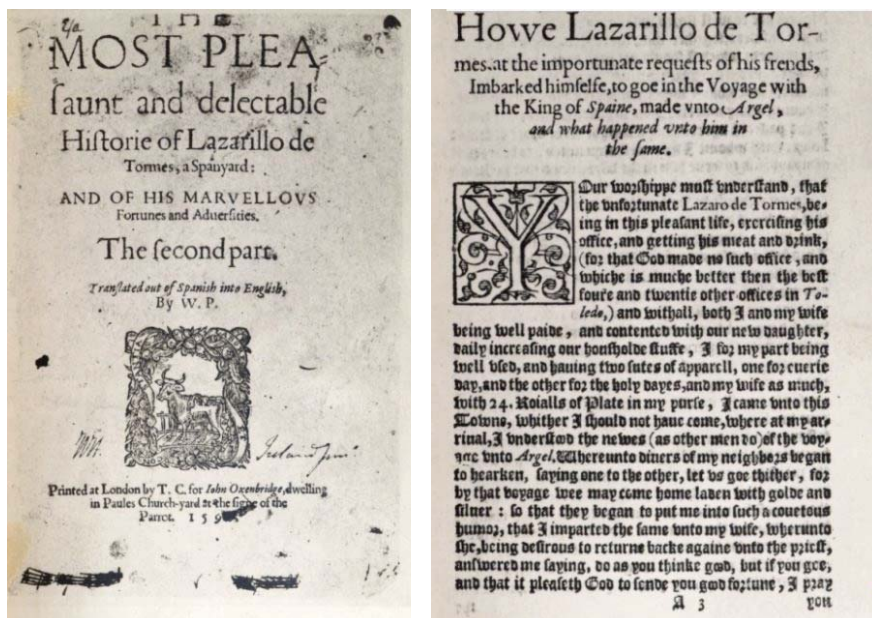 THE
MOST PLEA-
ſaunt and delectable
Hiſtorie of Lazarillo de
Tormes, a Spanyard:
AND OF HIS MARVELLOVS
Fortunes and Aduerſities.
The ſecond part.
Tranſlated out of Spaniſh into Engliſh,
By W. P.
Printed at London by T. C. for Iohn Oxenbridge, dwelling
in Paules Church-yard at the ſigne of the
Parrot. 159
Howe Lazarillo de Tor-
mes, at the importunate requeſts of his frends,
Imbarked himſelfe, to goe in the Voyage with
the King of Spaine, made vnto Argel,
and what happened vnto him in
the ſame.
YOur worſhippe muſt vnderſtand, that
the vnfortunate Lazaro de Tormes, be-
ing in this pleaſant life, exerciſing his
office, and getting his meat and drink,
(for that God made no ſuch office, and
whiche is muche better then the beſt
foure and twentie other offices in To-
ledo,) and withall, both I and my wife
being well paide, and contented with our new daughter,
daily increaſing our houſholde ſtuffe, I for my part being
well vſed, and hauing two ſutes of apparell, one for euerie
day, and the other for the holy dayes, and my wife as much,
with 24. Roialls of Plate in my purſe, I came vnto this
Towne, whither I ſhould not haue come, where at my ar-
riual, I vnderſtood the newes (as other men do) of the voy-
age vnto Argel. Whereunto diuers of my neighbors began
to hearken, ſaying one to the other, let vs goe thither, for
by that voyage wee may come home laden with golde and
ſiluer: ſo that they began to put me into ſuch a couetous
humor, that I imparted the ſame vnto my wife, wherunto
ſhe, being deſirous to returne backe againe vnto the prieſt,
anſwered me ſaying, do as you thinke good, but if you goe,
and that it pleaſeth God to ſende you good fortune, I pray
A 3 you